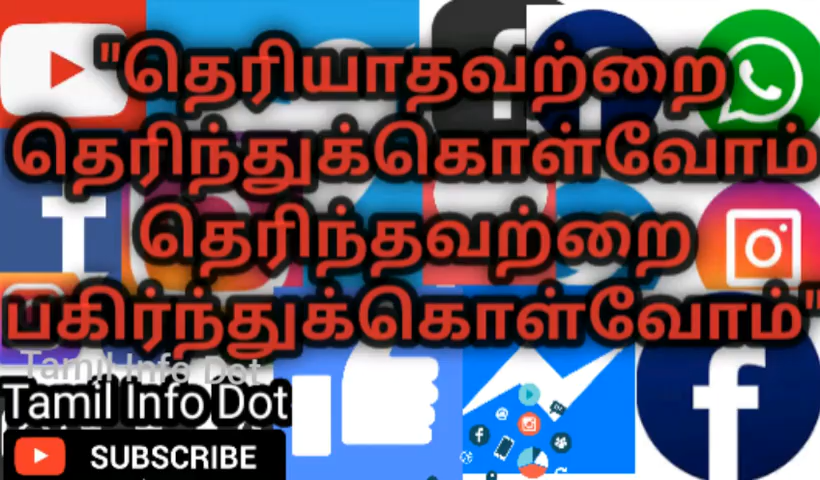 "தெரியாதவற்றை
தெரிந்துக்கொள்வோம்
தெரிந்தவற்றை
பகிர்ந்துக்கொள்வோம்"
Tamil Info Dot
Tamil Info Dot
SUBSCRIBE